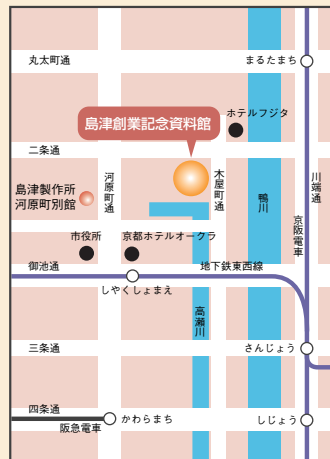 丸太町通
まるたまち
ホテルフジタ
島津創業記念資料館
二条通
島津製作所
河原町別館
河原町通
木屋町通
鴨川
川端通
京阪電車
市役所
京都ホテルオークラ
御池通
地下鉄東西線
しやくしょまえ
高瀬川
三条通
さんじょう
四条通
阪急電車
かわらまち
しじょう